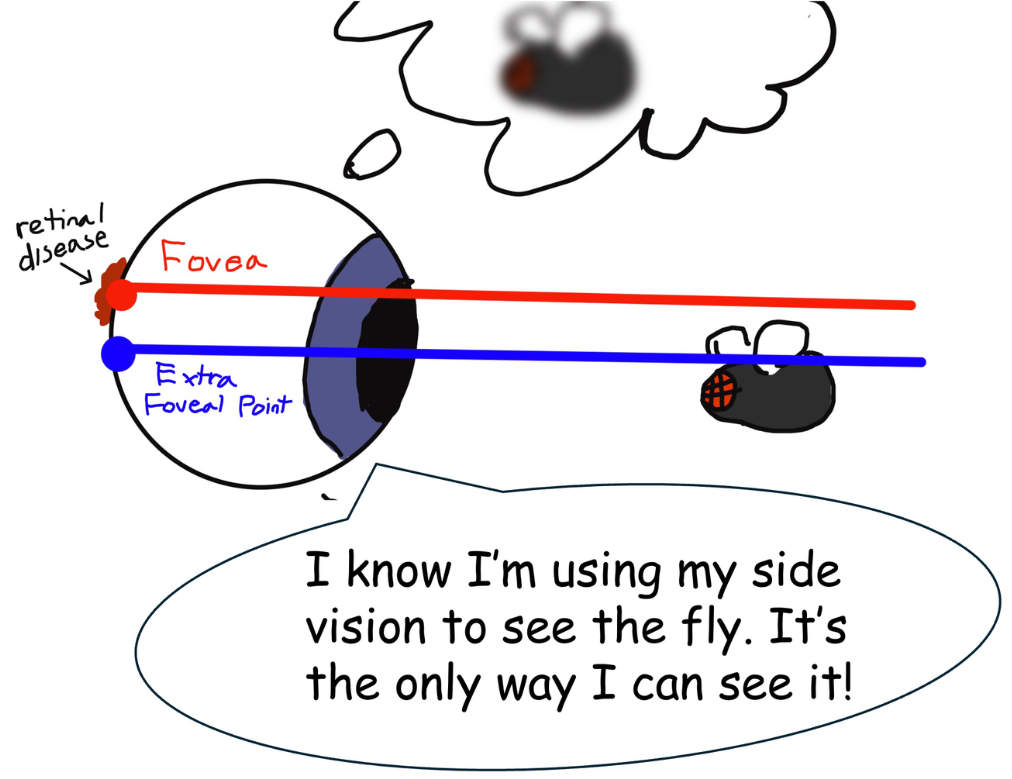 retinal
disease
Fovea
Extra
Foveal Point
I know I'm using my side
vision to see the fly. It's
the only way I can see it!